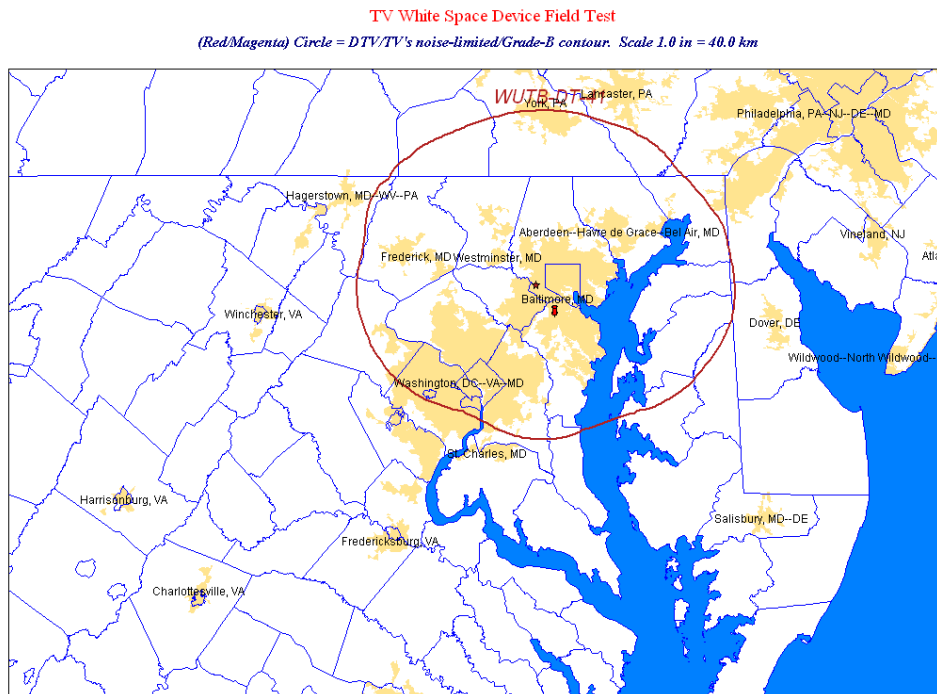 TV White Space Device Field Test
(Red/Magenta) Circle = DTV/TV's noise-limited/Grade-B contour. Scale 1.0 in = 40.0 km
WUTB-DT-41
Lancaster, PA
York, PA
Philadelphia, PA--NJ--DE--MD
Hagerstown, MD--WV--PA
Aberdeen--Havre de Grace--Bel Air, MD
Vineland, NJ
Frederick, MD
Westminster, MD
Atla
Baltimore, MD
Winchester, VA
Dover, DE
Wildwood--North Wildwood--
Washington, DC--VA--MD
St. Charles, MD
Harrisonburg, VA
Salisbury, MD--DE
Fredericksburg, VA
Charlottesville, VA